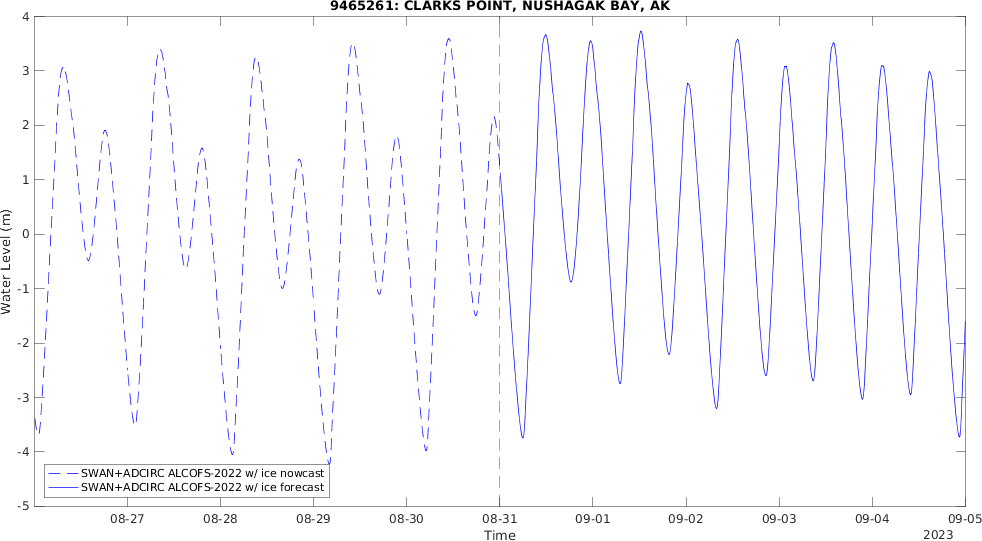 9465261: CLARKS POINT, NUSHAGAK BAY, AK
4
3
2
1
0
-1
-2
-3
-4
-5
Water Level (m)
SWAN+ADCIRC ALCOFS-2022 w/ ice nowcast
SWAN+ADCIRC ALCOFS-2022 w/ ice forecast
08-27 08-28 08-29 08-30 08-31 09-01 09-02 09-03 09-04 09-05
Time
2023